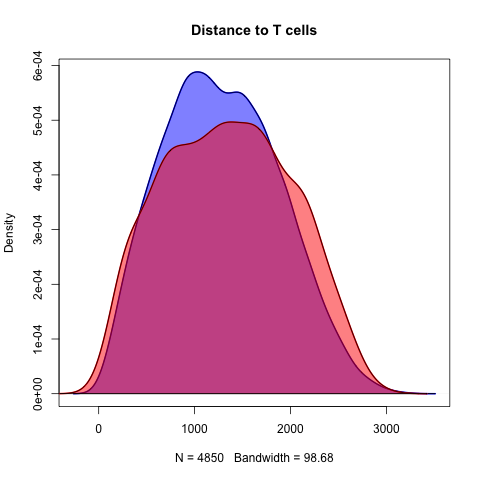 Distance to T cells
Density
6e-04
5e-04
4e-04
3e-04
2e-04
1e-04
0e+00
0 1000 2000 3000
N = 4850 Bandwidth = 98.68